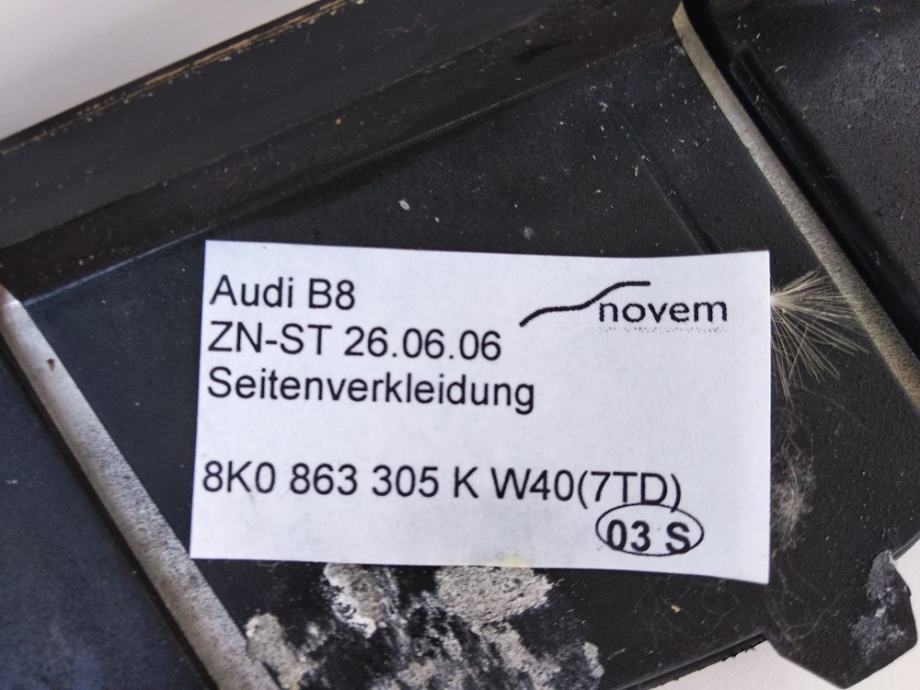 Audi B8
novem
ZN-ST 26.06.06
Seitenverkleidung
8K0 863 305 K W40(7TD)
03 S